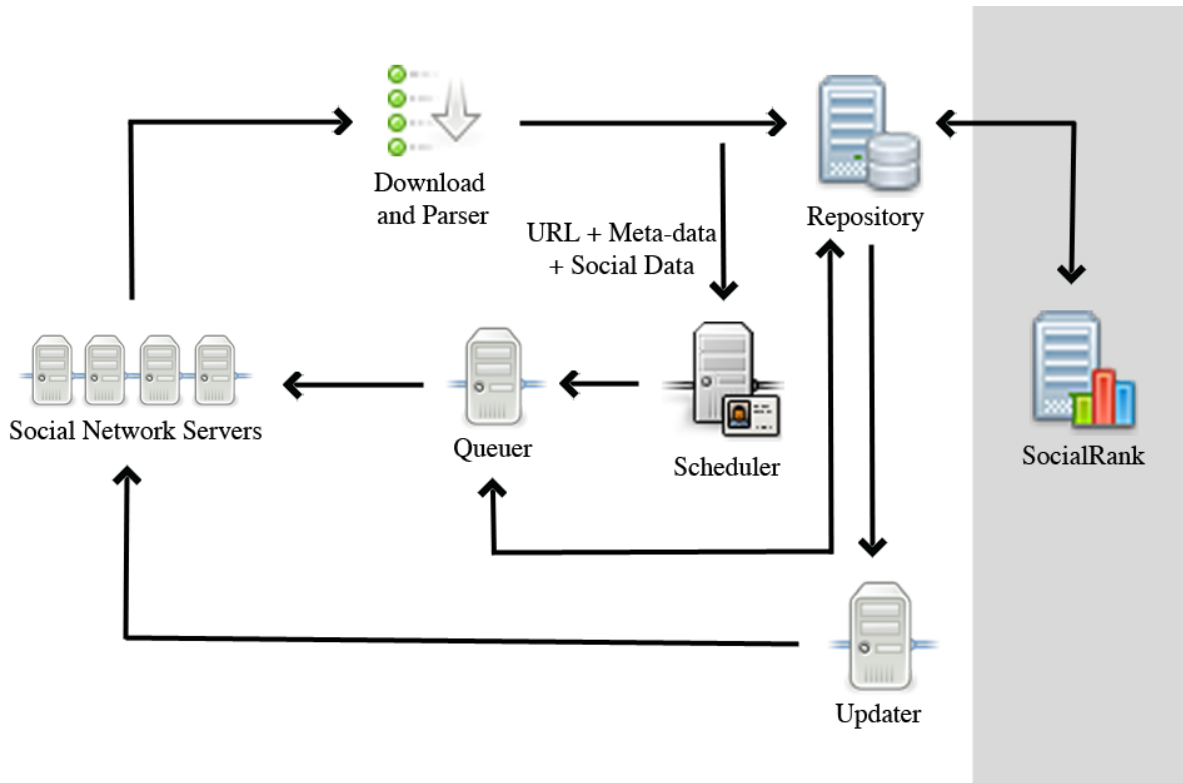 Download
and Parser
Repository
URL + Meta-data
+ Social Data
Social Network Servers
Queuer
Scheduler
SocialRank
Updater